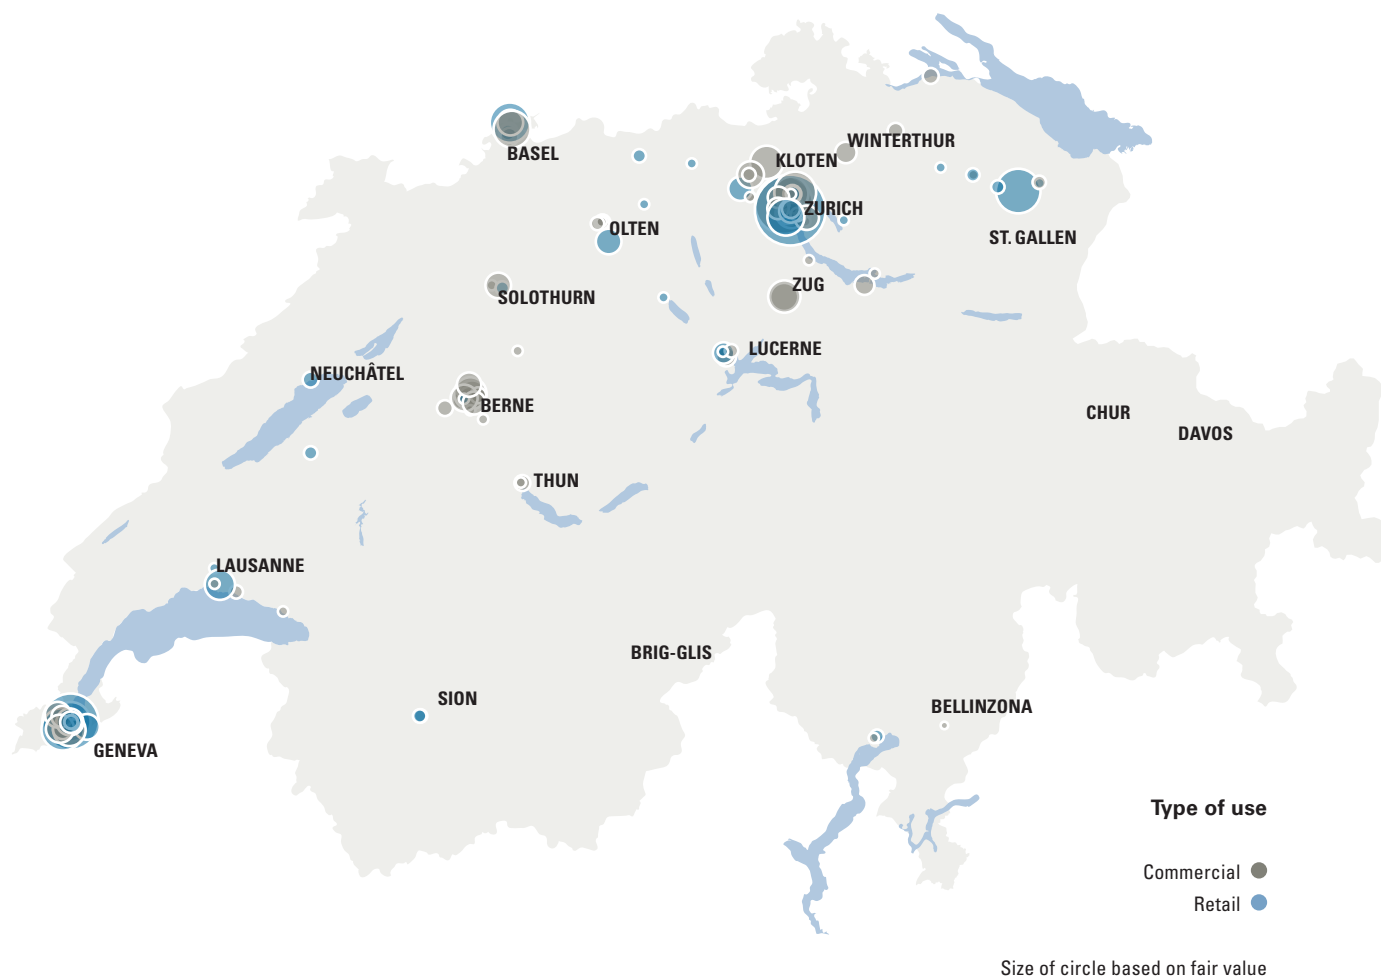 BASEL
WINTERTHUR
KLOTEN
ZURICH
OLTEN
ST. GALLEN
ZUG
SOLOTHURN
LUCERNE
NEUCHÂTEL
BERNE
CHUR
DAVOS
THUN
LAUSANNE
BRIG-GLIS
SION
BELLINZONA
GENEVA
Type of use
Commercial
Retail
Size of circle based on fair value